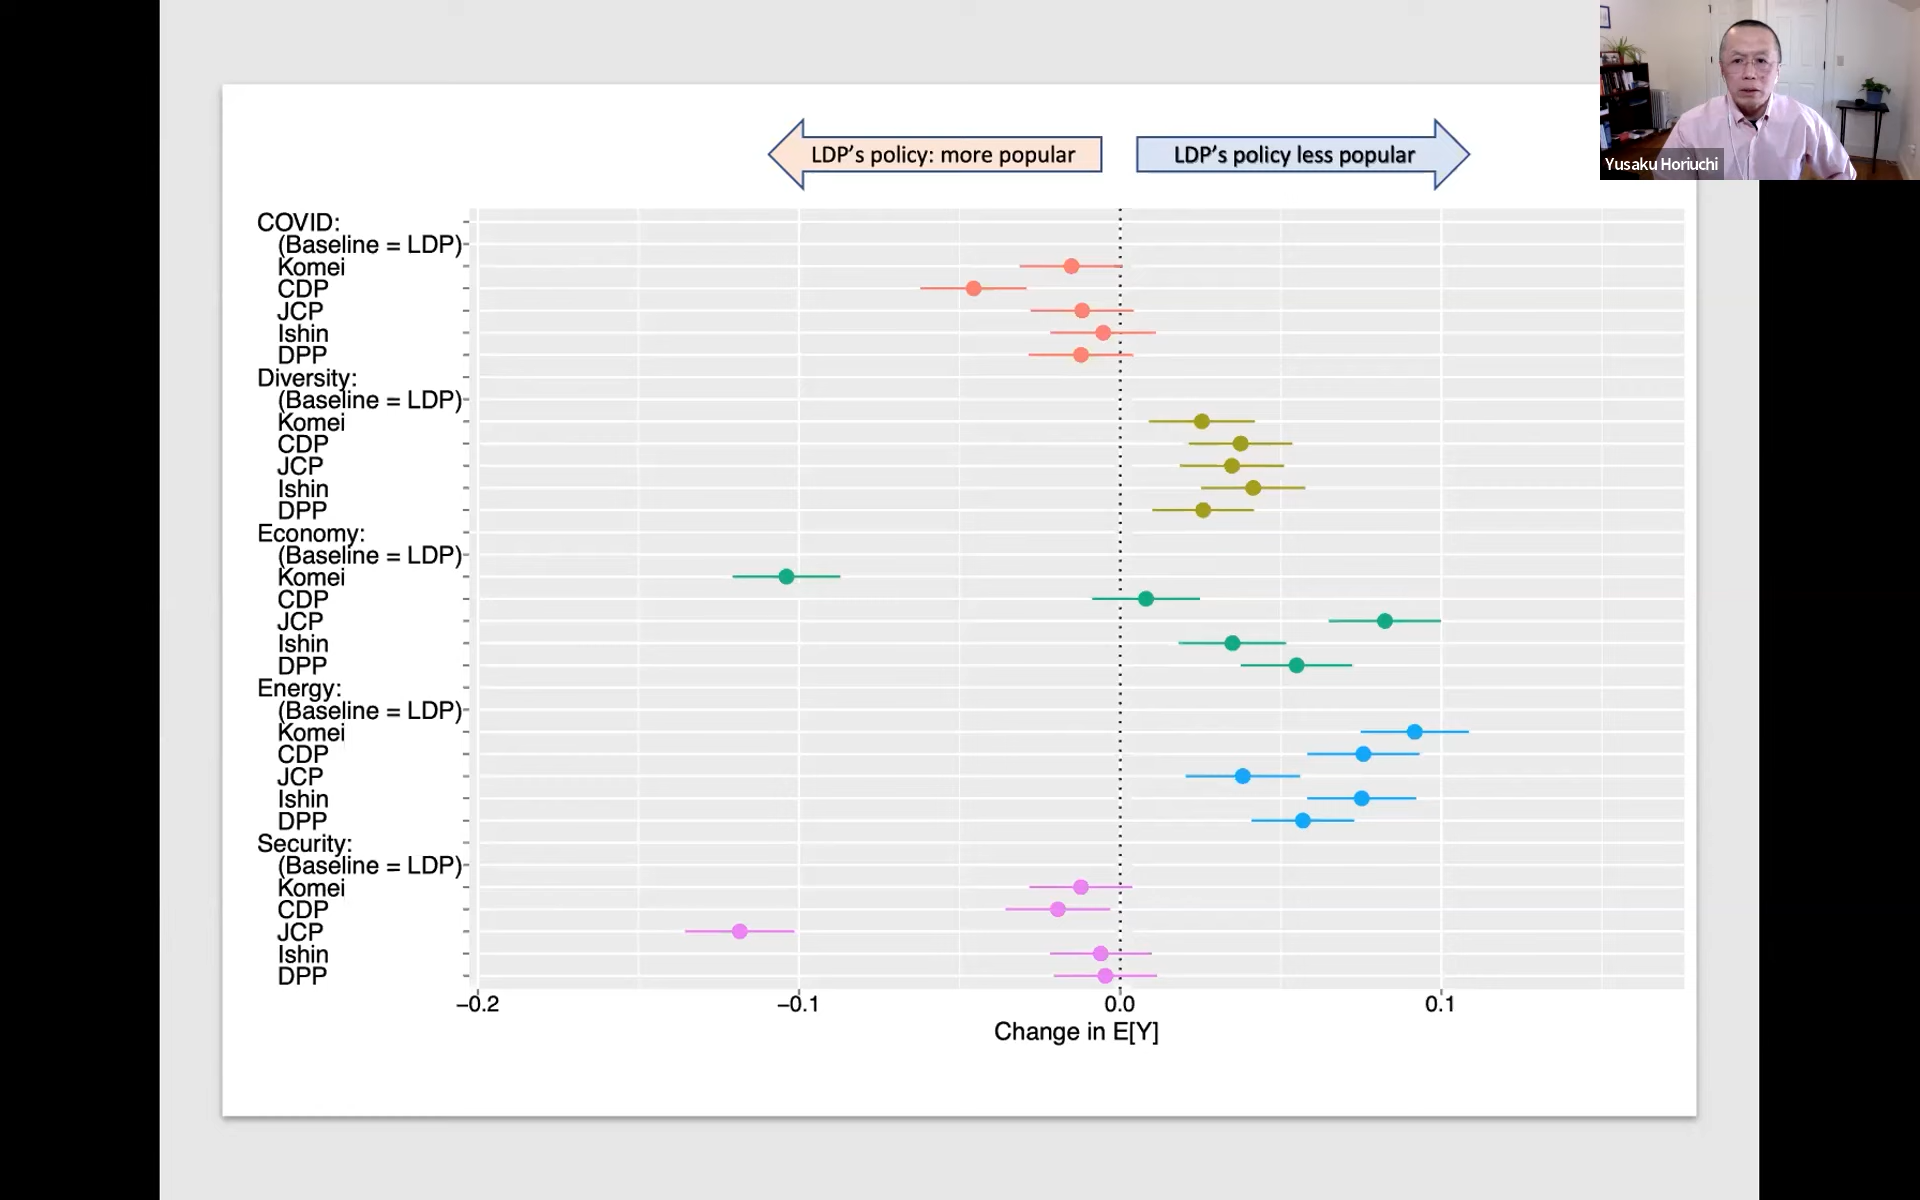 LDP's policy: more popular
LDP's policy less popular
Yusaku Horiuchi
COVID:
(Baseline = LDP)
Komei
CDP
JCP
Ishin
DPP
Diversity:
(Baseline = LDP)
Komei
CDP
JCP
Ishin
DPP
Economy:
(Baseline = LDP)
Komei
CDP
JCP
Ishin
DPP
Energy:
(Baseline = LDP)
Komei
CDP
JCP
Ishin
DPP
Security:
(Baseline = LDP)
Komei
CDP
JCP
Ishin
DPP
−0.2 −0.1 0.0 0.1
Change in E[Y]